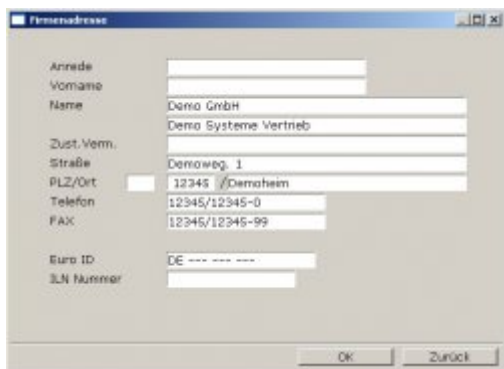 Firmenadresse
Anrede
Vorname
Name Demo GmbH
Demo Systeme Vertrieb
Zust.Verm.
Straße Demoweg. 1
PLZ/Ort 12345 /Demoheim
Telefon 12345/12345-0
FAX 12345/12345-99
Euro ID DE --- --- ---
ILN Nummer
OK Zurück